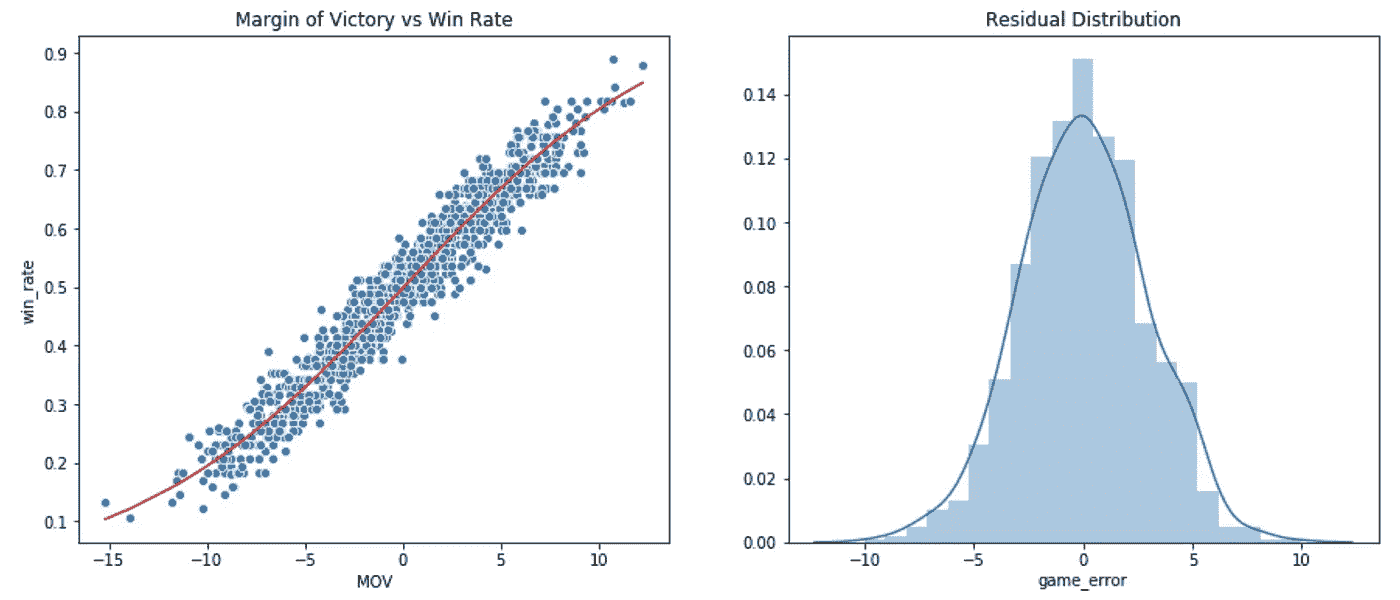 Margin of Victory vs Win Rate
0.9
0.8
0.7
0.6
0.5
0.4
0.3
0.2
0.1
win_rate
−15 −10 −5 0 5 10
MOV
Residual Distribution
0.14
0.12
0.10
0.08
0.06
0.04
0.02
0.00
−10 −5 0 5 10
game_error